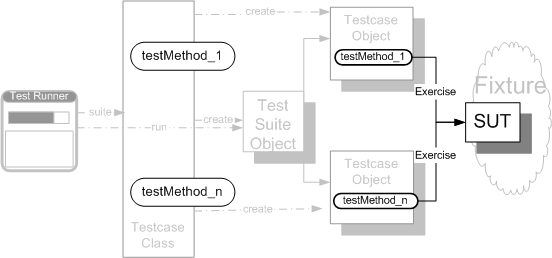 create
Testcase
Object
testMethod_1
testMethod_1
Test Runner
Exercise
Fixture
suite
Test
Suite
Object
create
run
SUT
Exercise
Testcase
Object
testMethod_n
testMethod_n
create
Testcase
Class